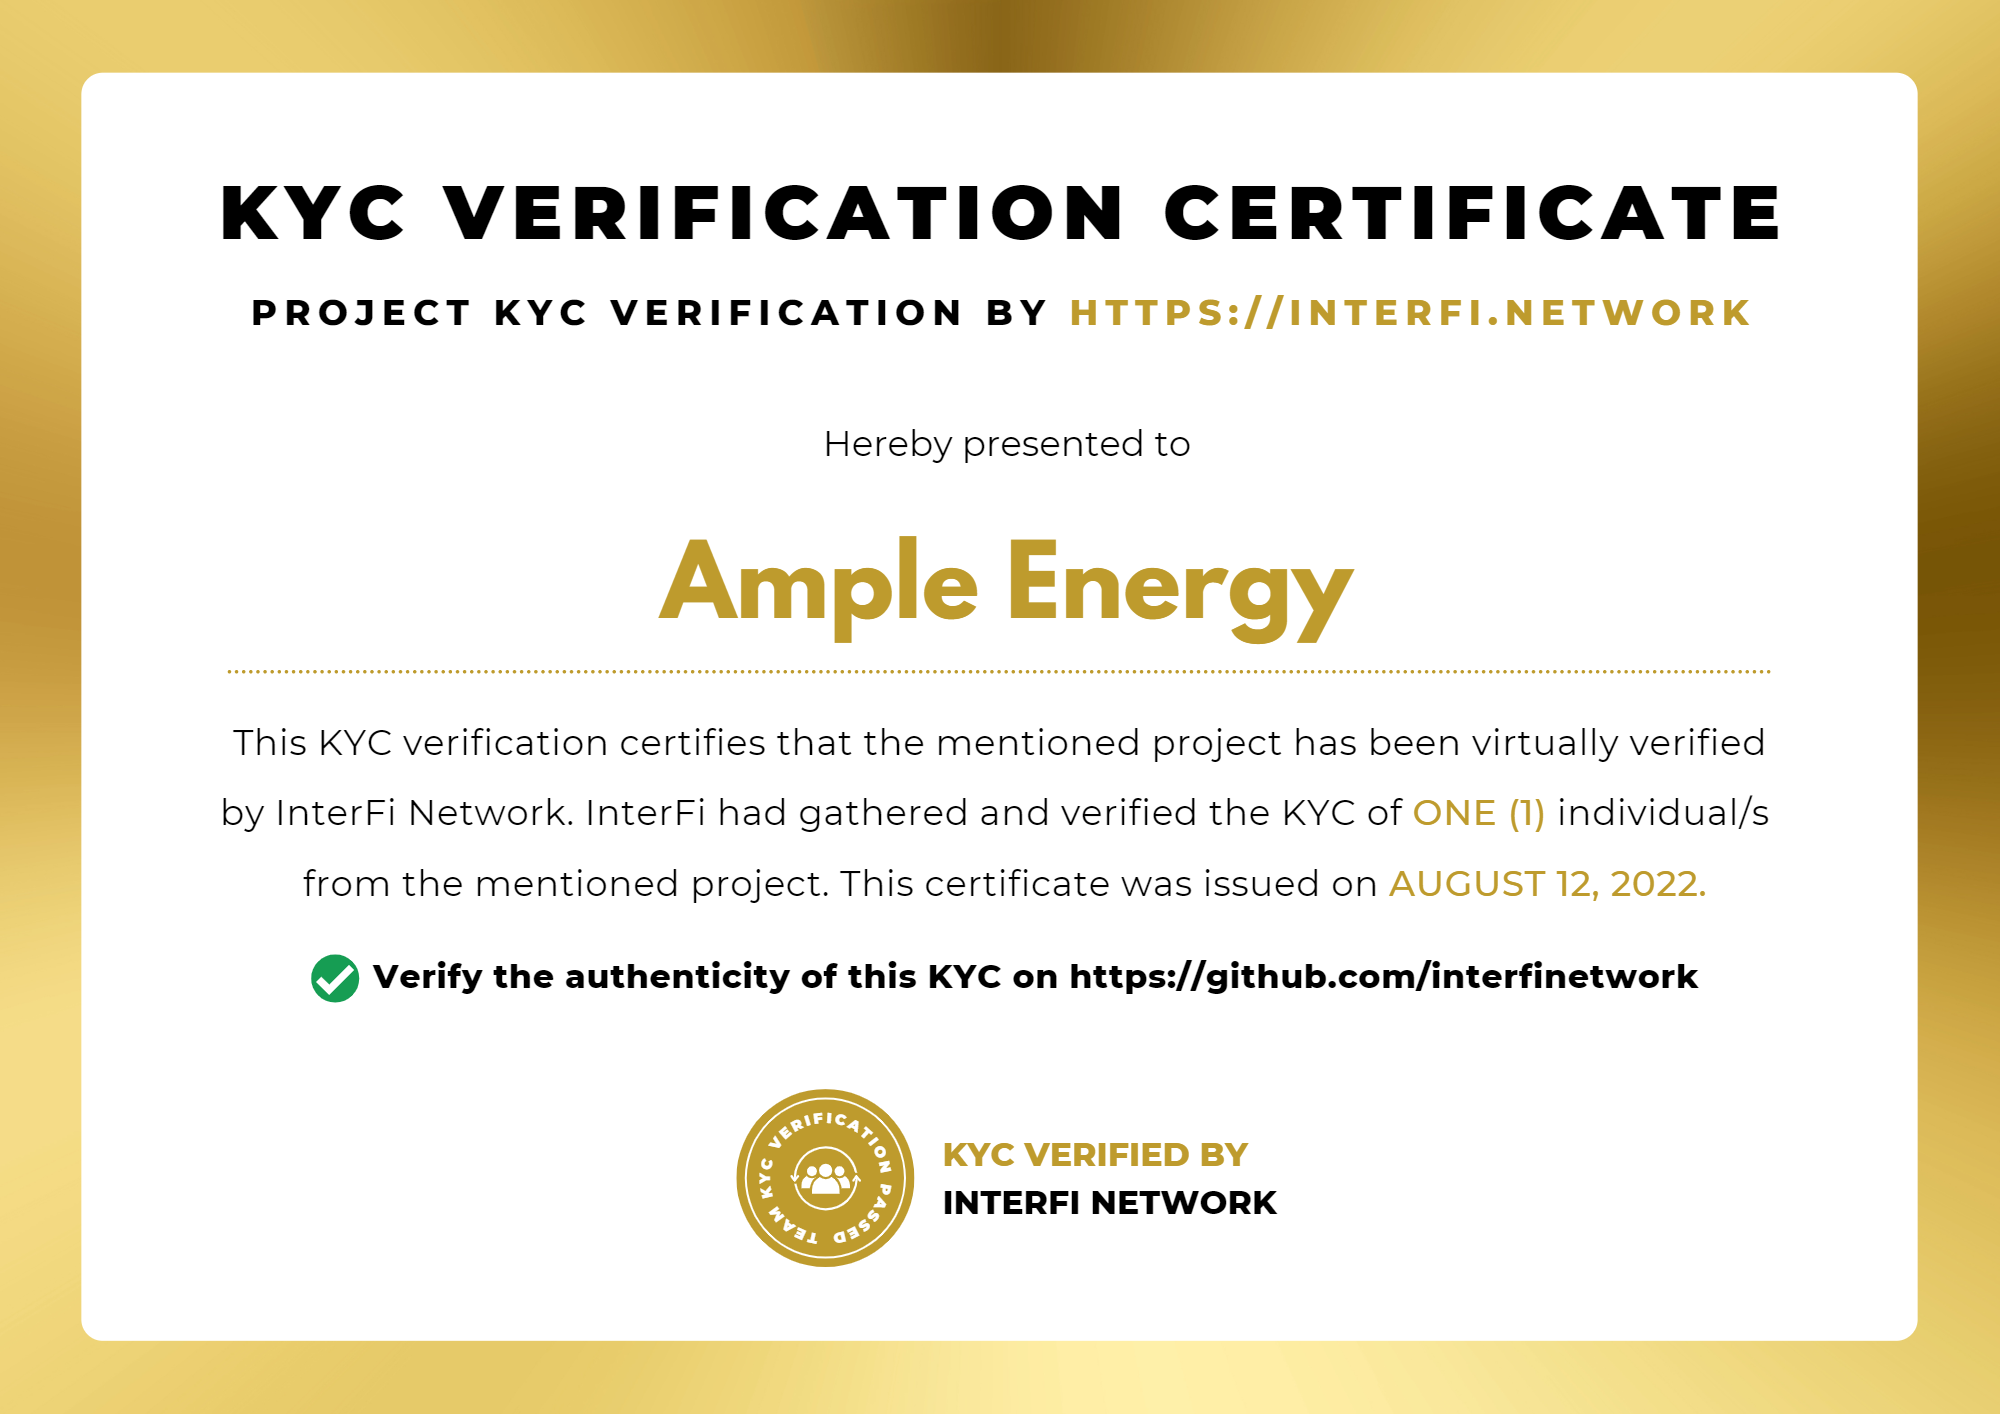 KYC VERIFICATION CERTIFICATE
PROJECT KYC VERIFICATION BY HTTPS://INTERFI.NETWORK
Hereby presented to
Ample Energy
This KYC verification certifies that the mentioned project has been virtually verified
by InterFi Network. InterFi had gathered and verified the KYC of ONE (1) individual/s
from the mentioned project. This certificate was issued on AUGUST 12, 2022.
Verify the authenticity of this KYC on https://github.com/interfinetwork
TEAM KYC VERIFICATION PASSED
KYC VERIFIED BY
INTERFI NETWORK